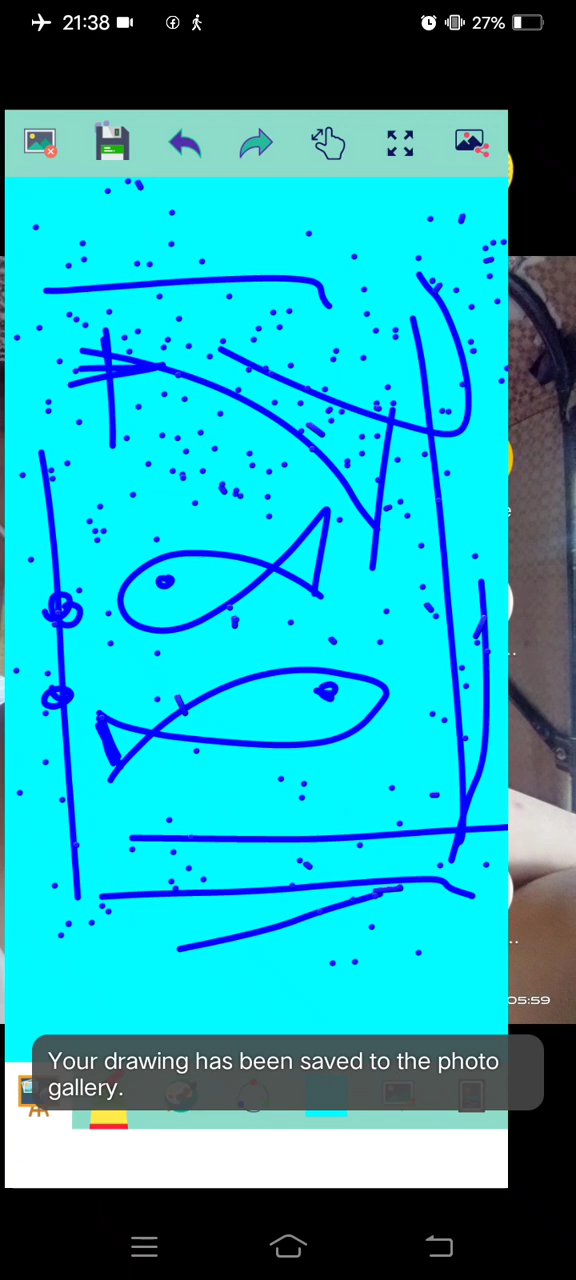 21:38
27%
e
..
..
05:59
Your drawing has been saved to the photo
gallery.